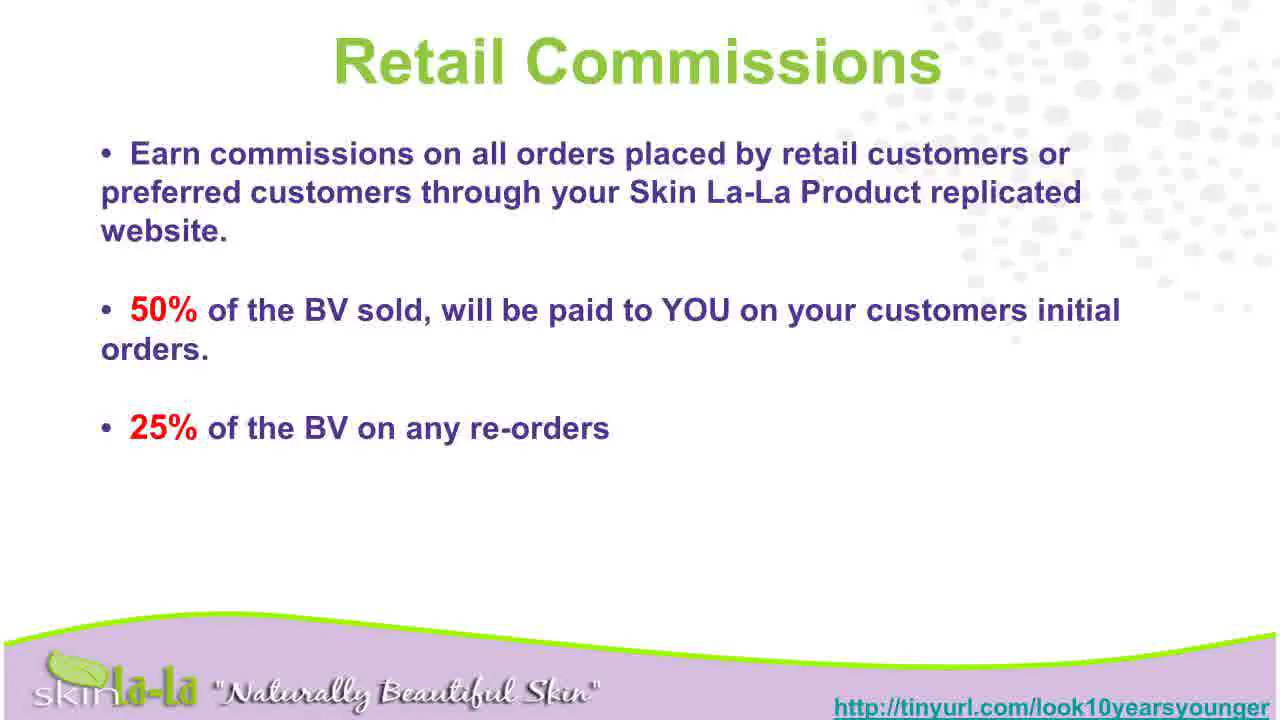 Retail Commissions
• Earn commissions on all orders placed by retail customers or
preferred customers through your Skin La-La Product replicated
website.
• 50% of the BV sold, will be paid to YOU on your customers initial
orders.
• 25% of the BV on any re-orders
skin la-la "Naturally Beautiful Skin"
http://tinyurl.com/look10yearsyounger